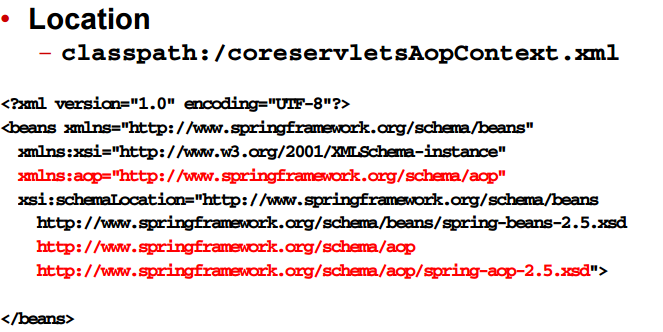 • Location
– classpath:/coreservletsAopContext.xml
<?xml version="1.0" encoding="UTF-8"?>
<beans xmlns="http://www.springframework.org/schema/beans"
xmlns:xsi="http://www.w3.org/2001/XMLSchema-instance"
xmlns:aop="http://www.springframework.org/schema/aop"
xsi:schemaLocation="http://www.springframework.org/schema/beans
http://www.springframework.org/schema/beans/spring-beans-2.5.xsd
http://www.springframework.org/schema/aop
http://www.springframework.org/schema/aop/spring-aop-2.5.xsd">
</beans>